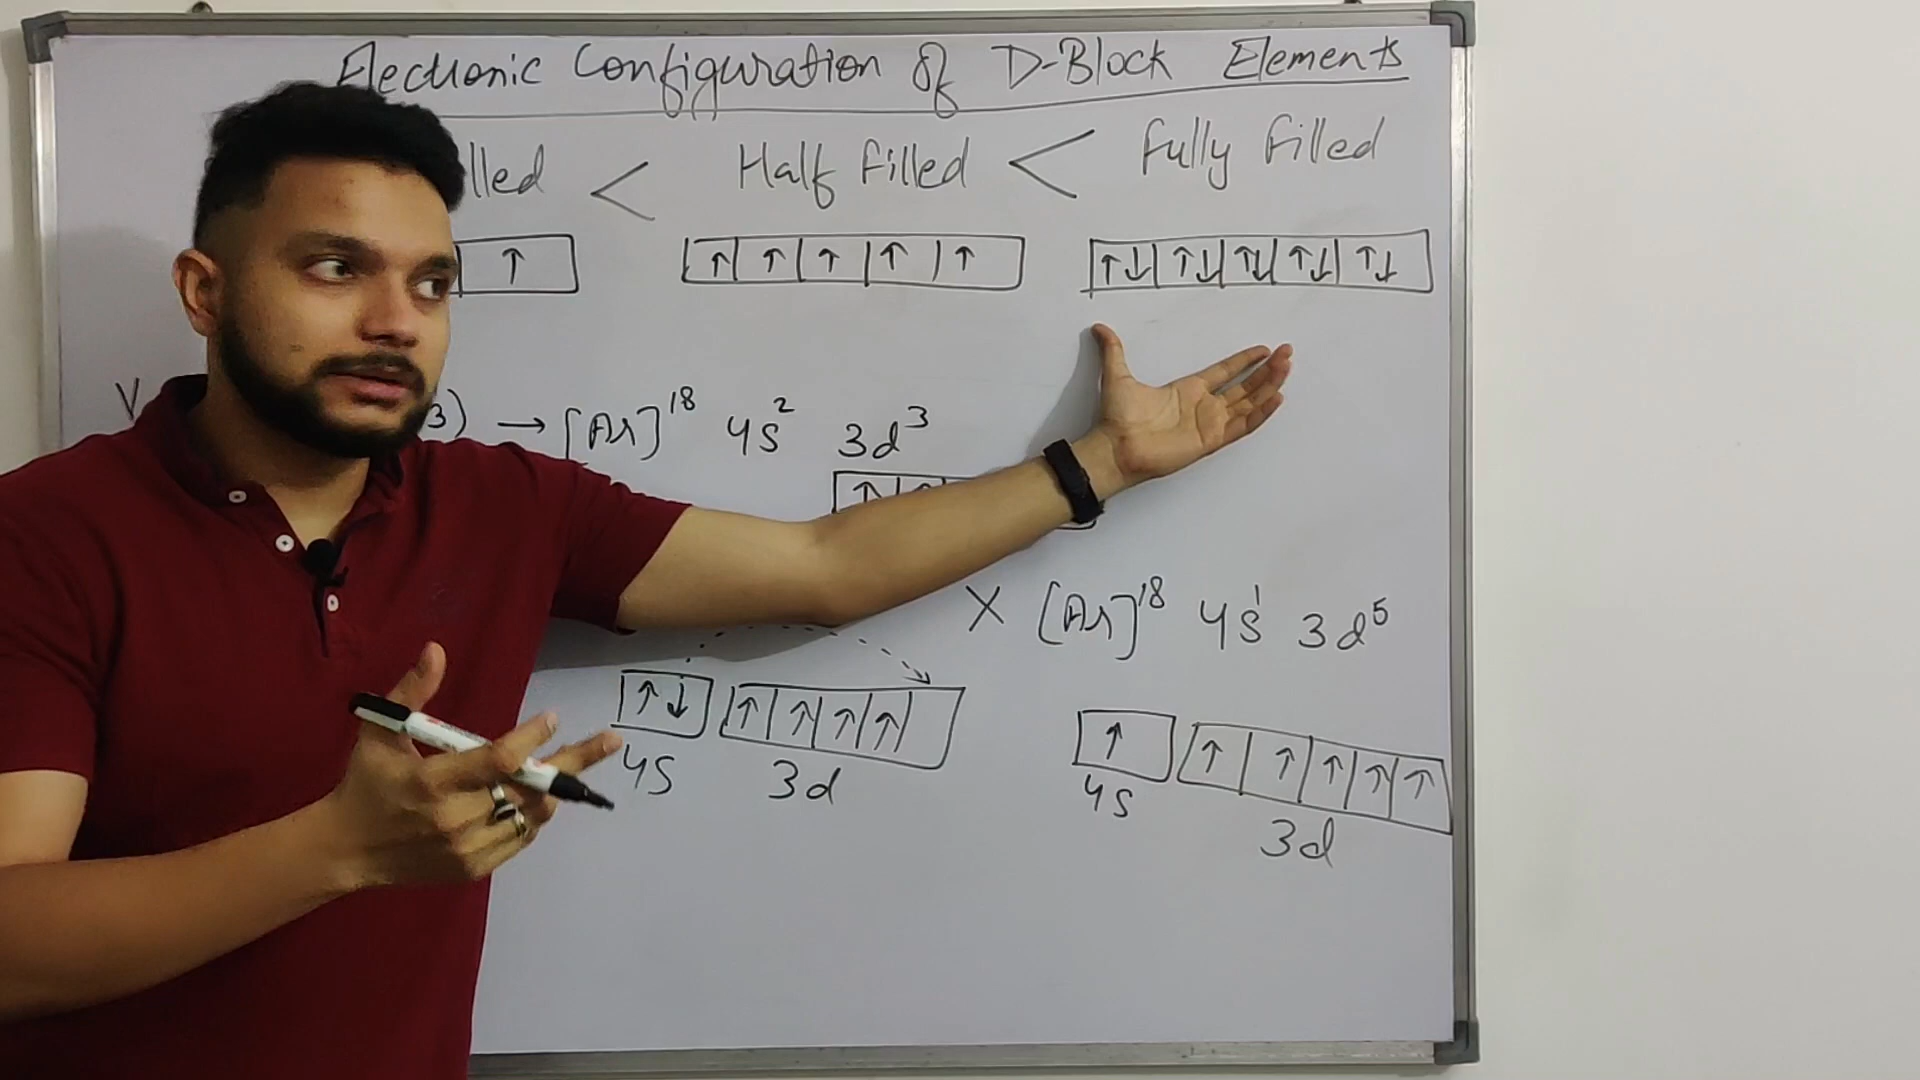 Electronic Configuration of D-Block Elements
lled < Half Filled < Fully Filled
V 3) → [Ar]¹⁸ 4s² 3d³
X [Ar]¹⁸ 4s¹ 3d⁵
4s 3d
4s 3d